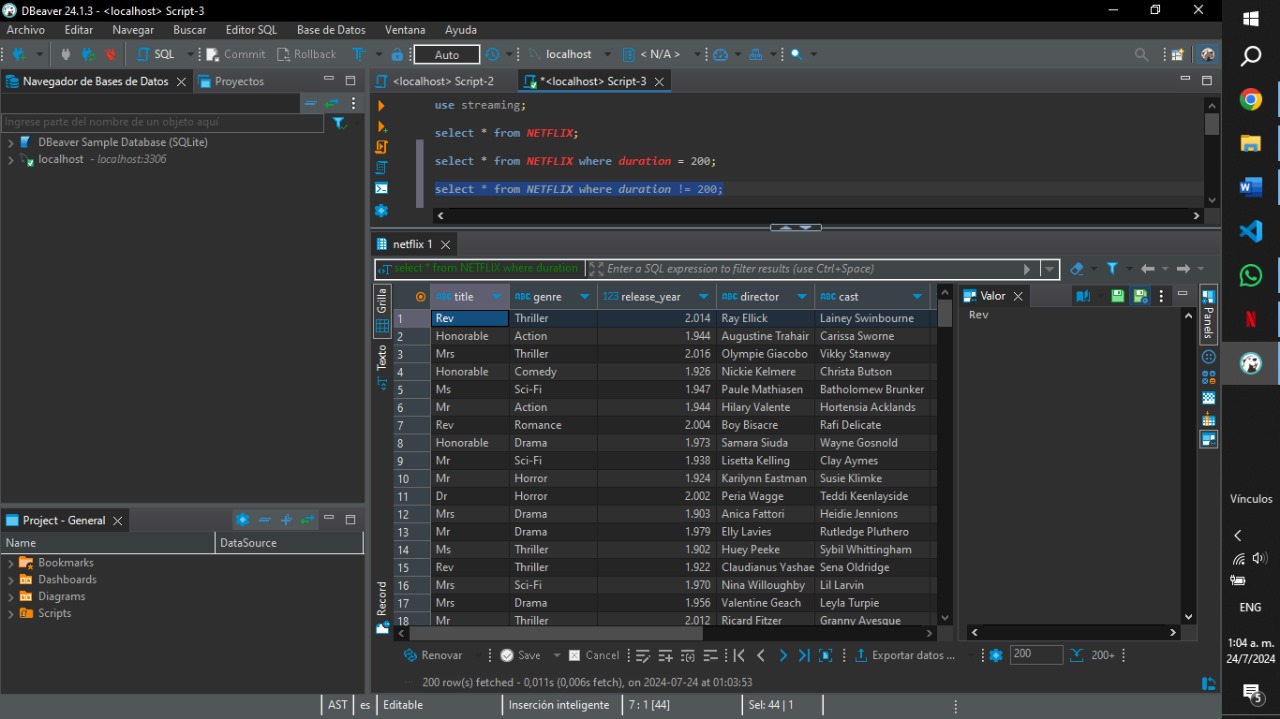 DBeaver 24.1.3 - <localhost> Script-3
Archivo Editar Navegar Buscar Editor SQL Base de Datos Ventana Ayuda
SQL Commit Rollback Auto localhost < N/A >
Navegador de Bases de Datos Proyectos
Ingrese parte del nombre de un objeto aquí
DBeaver Sample Database (SQLite)
localhost - localhost:3306
Project - General
Name DataSource
Bookmarks
Dashboards
Diagrams
Scripts
<localhost> Script-2 *<localhost> Script-3
use streaming;
select * from NETFLIX;
select * from NETFLIX where duration = 200;
select * from NETFLIX where duration != 200;
netflix 1
select * from NETFLIX where duration Enter a SQL expression to filter results (use Ctrl+Space)
Grilla
Texto
Record
ABC title ABC genre 123 release_year ABC director ABC cast
1 Rev Thriller 2.014 Ray Ellick Lainey Swinbourne
2 Honorable Action 1.944 Augustine Trahair Carissa Sworne
3 Mrs Thriller 2.016 Olympie Giacobo Vikky Stanway
4 Honorable Comedy 1.926 Nickie Kelmere Christa Butson
5 Ms Sci-Fi 1.947 Paule Mathiasen Batholomew Brunker
6 Mr Action 1.944 Hilary Valente Hortensia Acklands
7 Rev Romance 2.004 Boy Bisacre Rafi Delicate
8 Honorable Drama 1.973 Samara Siuda Wayne Gosnold
9 Mr Sci-Fi 1.938 Lisetta Kelling Clay Aymes
10 Mr Horror 1.924 Karilynn Eastman Susie Klimke
11 Dr Horror 2.002 Peria Wagge Teddi Keenlayside
12 Mrs Drama 1.903 Anica Fattori Heidie Jennions
13 Mr Drama 1.979 Elly Lavies Rutledge Pluthero
14 Ms Thriller 1.902 Huey Peeke Sybil Whittingham
15 Rev Thriller 1.922 Claudianus Yashae Sena Oldridge
16 Mrs Sci-Fi 1.970 Nina Willoughby Lil Larvin
17 Mrs Drama 1.956 Valentine Geach Leyla Turpie
18 Mr Thriller 2.012 Ricard Fitzer Granny Avesque
Valor
Rev
Panels
Renovar Save Cancel Exportar datos ... 200 200+
200 row(s) fetched - 0,011s (0,006s fetch), on 2024-07-24 at 01:03:53
AST es Editable Inserción inteligente 7 : 1 [44] Sel: 44 | 1
Vínculos
ENG
1:04 a. m.
24/7/2024
5